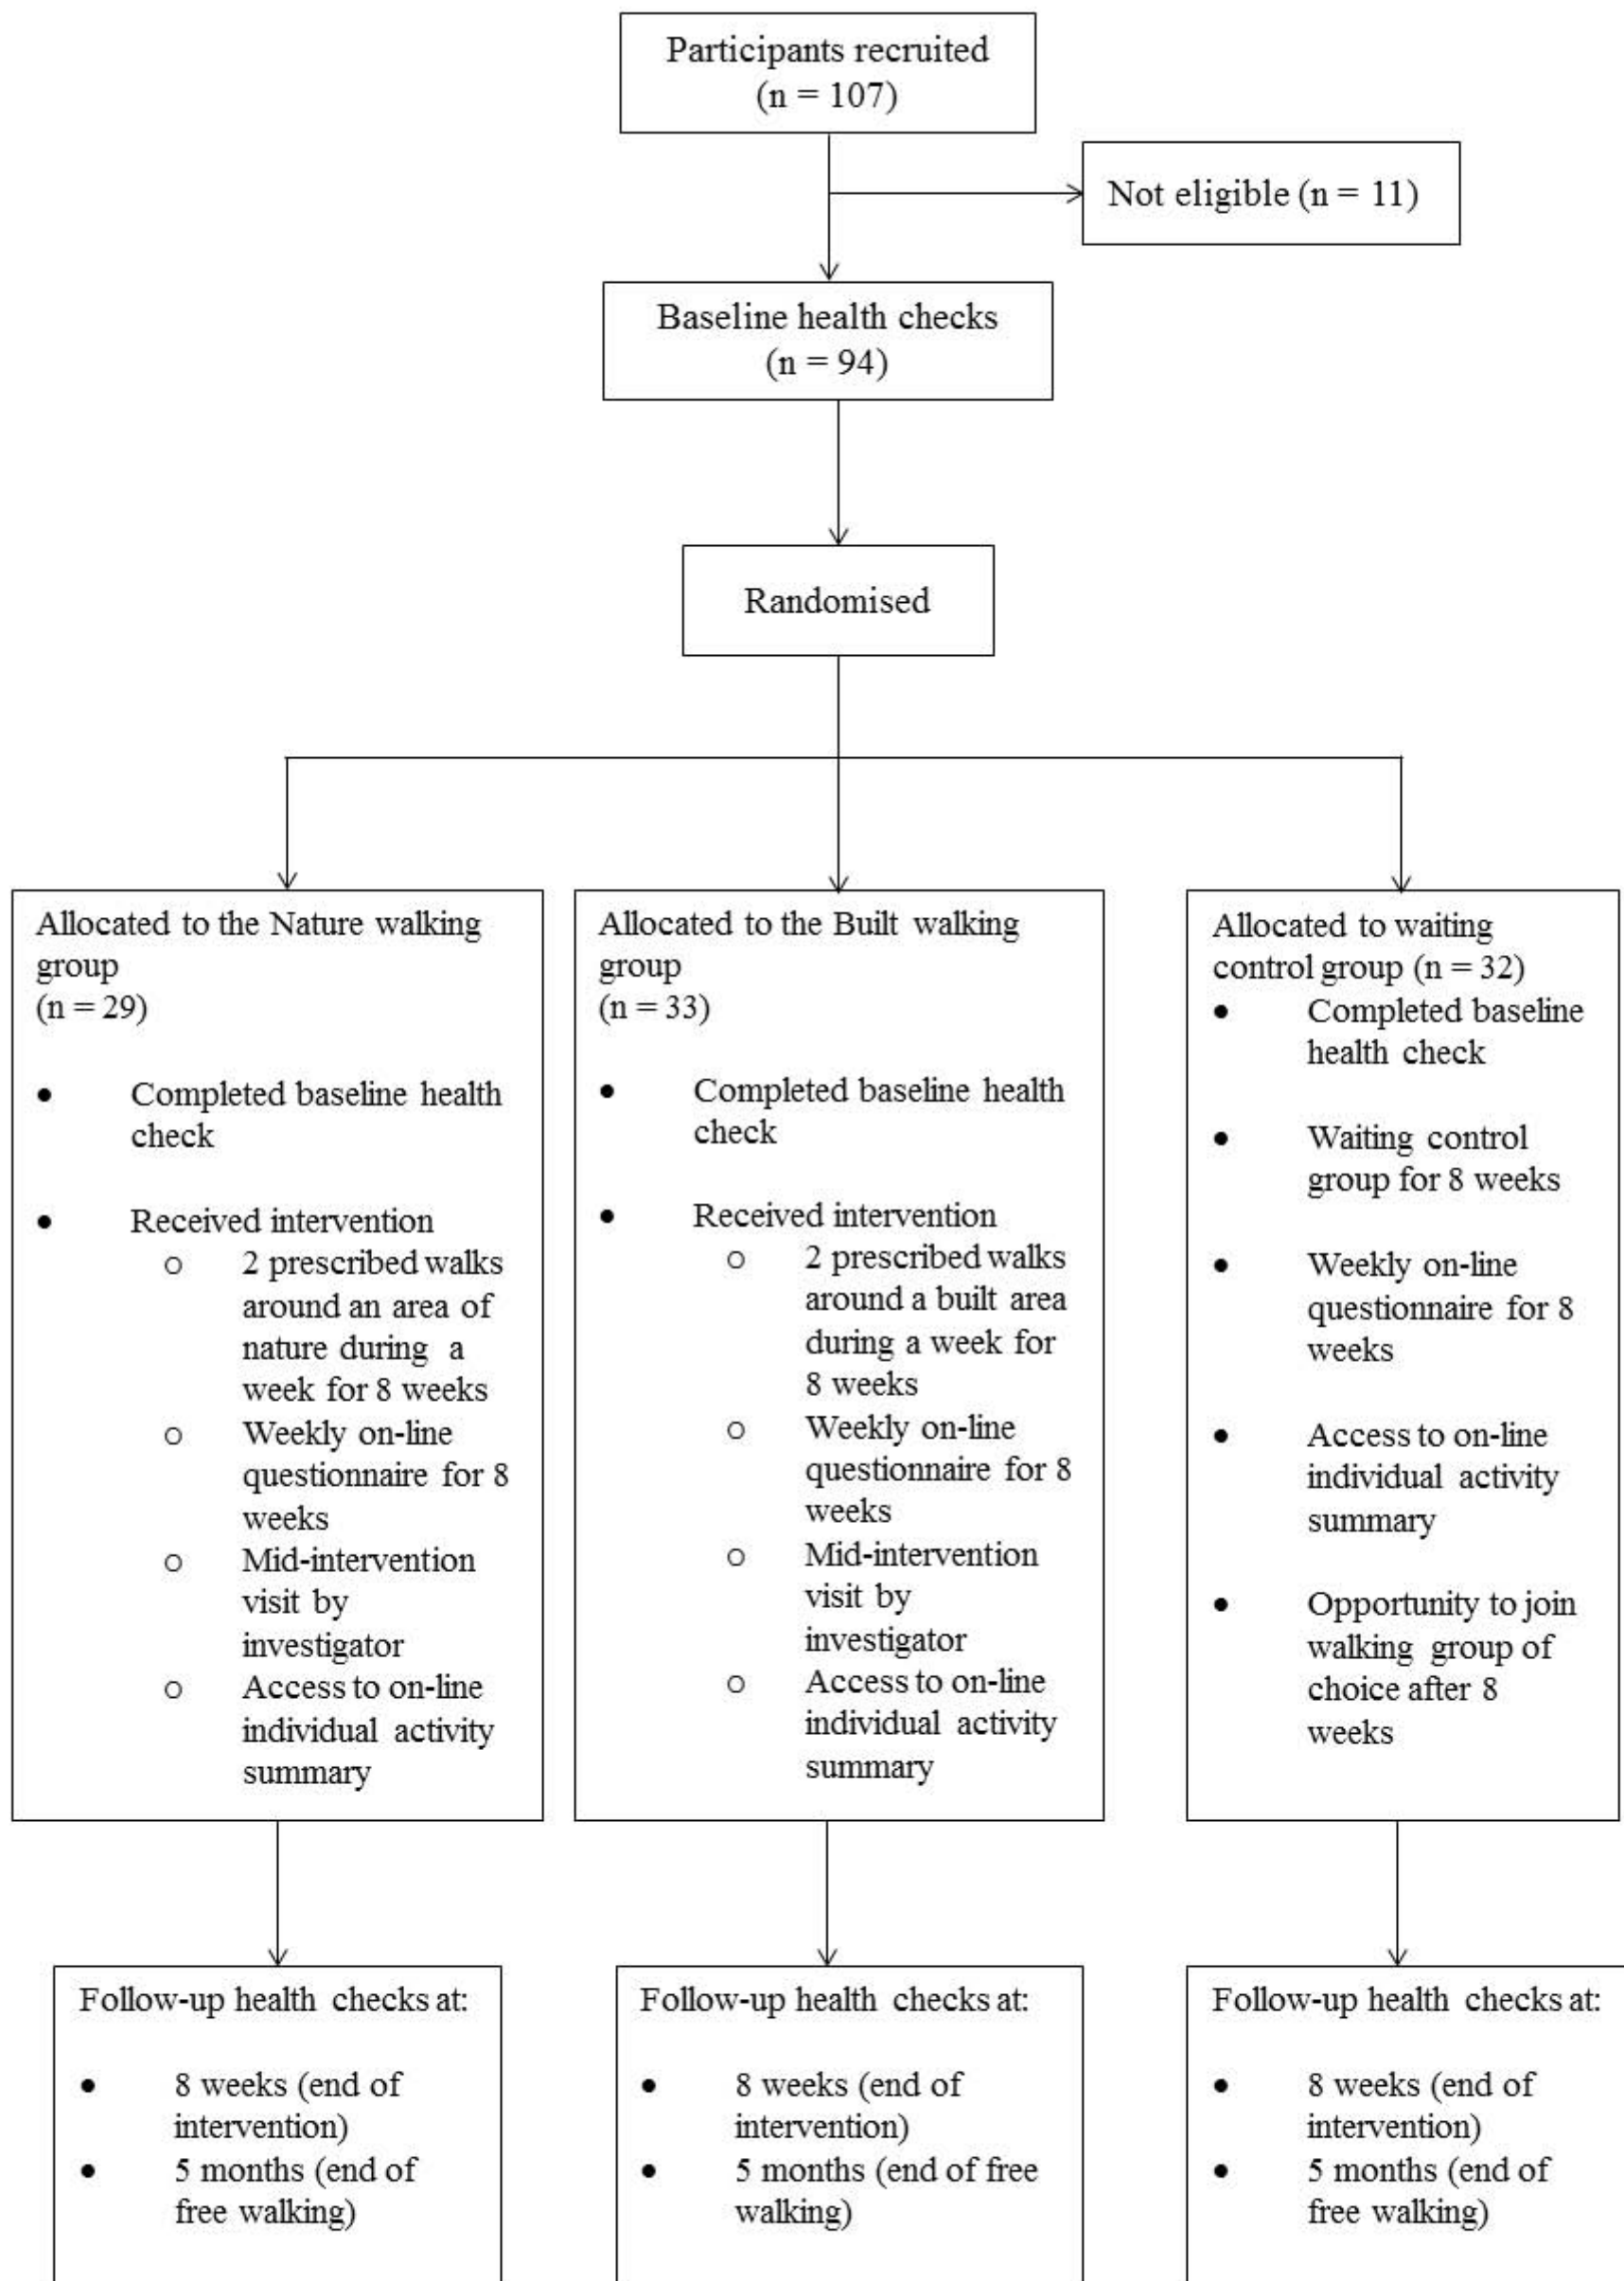 Participants recruited
(n = 107)
Not eligible (n = 11)
Baseline health checks
(n = 94)
Randomised
Allocated to the Nature walking
group
(n = 29)
● Completed baseline health
check
● Received intervention
o 2 prescribed walks
around an area of
nature during a
week for 8 weeks
o Weekly on-line
questionnaire for 8
weeks
o Mid-intervention
visit by
investigator
o Access to on-line
individual activity
summary
Allocated to the Built walking
group
(n = 33)
● Completed baseline health
check
● Received intervention
o 2 prescribed walks
around a built area
during a week for
8 weeks
o Weekly on-line
questionnaire for 8
weeks
o Mid-intervention
visit by
investigator
o Access to on-line
individual activity
summary
Allocated to waiting
control group (n = 32)
● Completed baseline
health check
● Waiting control
group for 8 weeks
● Weekly on-line
questionnaire for 8
weeks
● Access to on-line
individual activity
summary
● Opportunity to join
walking group of
choice after 8
weeks
Follow-up health checks at:
● 8 weeks (end of
intervention)
● 5 months (end of
free walking)
Follow-up health checks at:
● 8 weeks (end of
intervention)
● 5 months (end of free
walking)
Follow-up health checks at:
● 8 weeks (end of
intervention)
● 5 months (end of
free walking)